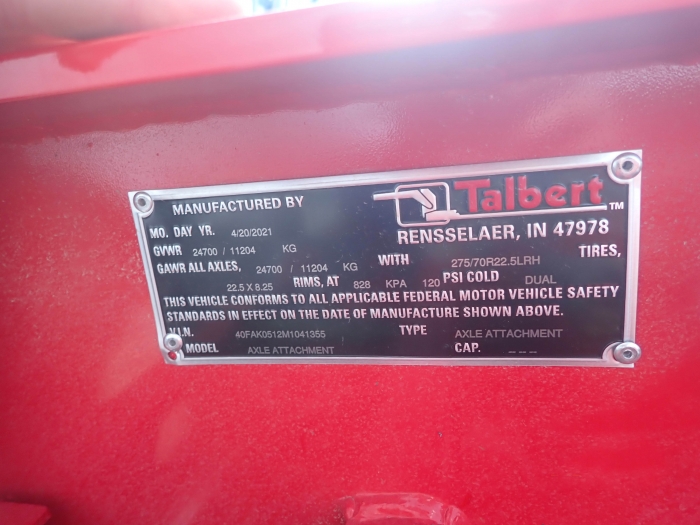 MANUFACTURED BY Talbert™
MO. DAY YR. 4/20/2021 RENSSELAER, IN 47978
GVWR 24700 / 11204 KG
GAWR ALL AXLES, 24700 / 11204 KG WITH 275/70R22.5LRH TIRES,
22.5 X 8.25 RIMS, AT 828 KPA 120 PSI COLD DUAL
THIS VEHICLE CONFORMS TO ALL APPLICABLE FEDERAL MOTOR VEHICLE SAFETY
STANDARDS IN EFFECT ON THE DATE OF MANUFACTURE SHOWN ABOVE.
V.I.N. 40FAK0512M1041355 TYPE AXLE ATTACHMENT
MODEL AXLE ATTACHMENT CAP. _ _ _